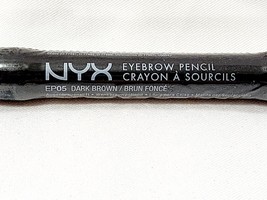 NYX EYEBROW PENCIL
CRAYON À SOURCILS
EP05 DARK BROWN / BRUN FONCÉ